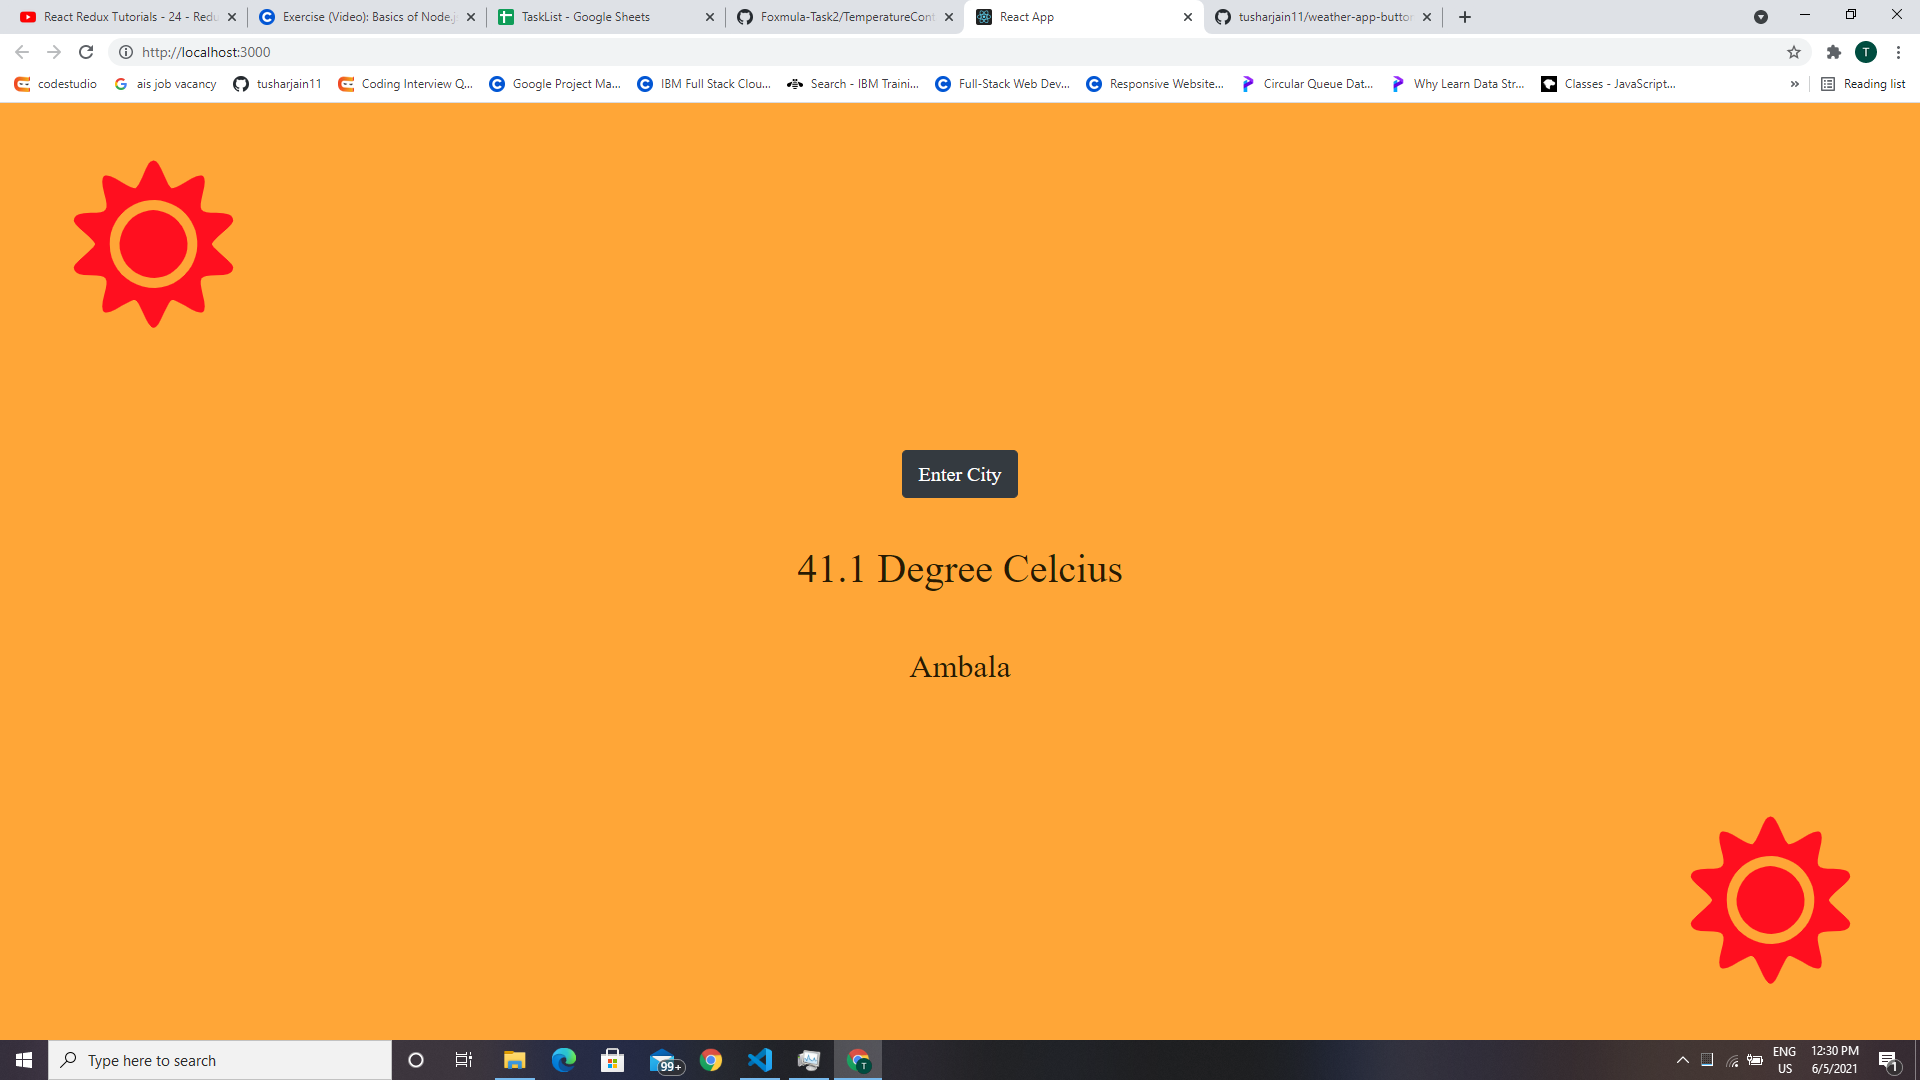 React Redux Tutorials - 24 - Redu
Exercise (Video): Basics of Node.j
TaskList - Google Sheets
Foxmula-Task2/TemperatureCont
React App
tusharjain11/weather-app-button
http://localhost:3000
T
codestudio
ais job vacancy
tusharjain11
Coding Interview Q...
Google Project Ma...
IBM Full Stack Clou...
Search - IBM Traini...
Full-Stack Web Dev...
Responsive Website...
Circular Queue Dat...
Why Learn Data Str...
Classes - JavaScript...
»
Reading list
Enter City
41.1 Degree Celcius
Ambala
Type here to search
99+
T
ENG
US
12:30 PM
6/5/2021
1